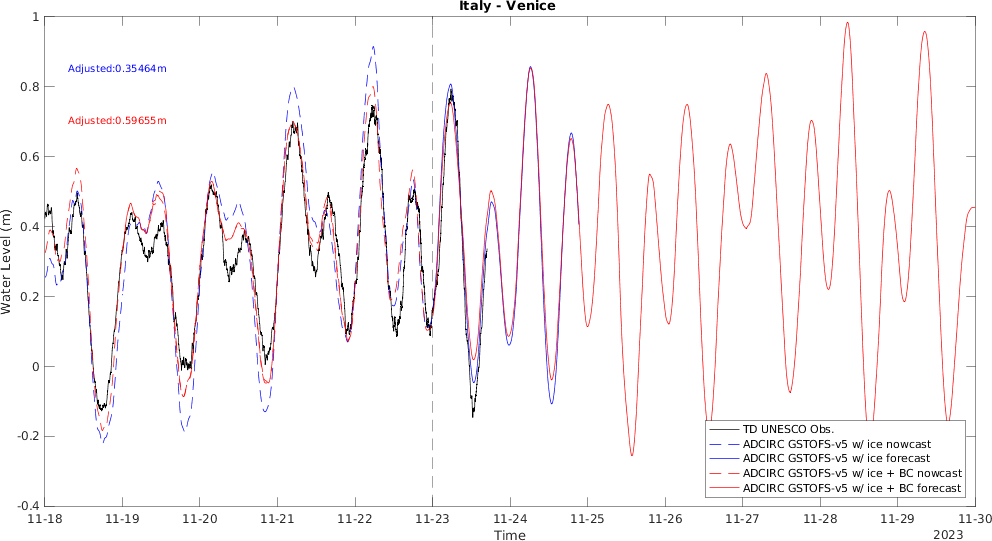 Italy - Venice
Adjusted:0.35464m
Adjusted:0.59655m
Water Level (m)
1
0.8
0.6
0.4
0.2
0
-0.2
-0.4
TD UNESCO Obs.
ADCIRC GSTOFS-v5 w/ ice nowcast
ADCIRC GSTOFS-v5 w/ ice forecast
ADCIRC GSTOFS-v5 w/ ice + BC nowcast
ADCIRC GSTOFS-v5 w/ ice + BC forecast
11-18 11-19 11-20 11-21 11-22 11-23 11-24 11-25 11-26 11-27 11-28 11-29 11-30
Time
2023